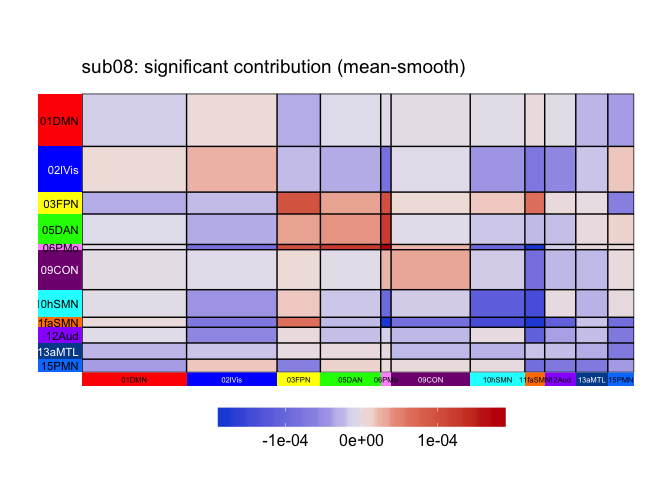 sub08: significant contribution (mean-smooth)
01DMN
02lVis
03FPN
05DAN
06PMo
09CON
10hSMN
1faSMN
12Aud
13aMTL
15PMN
01DMN 02lVis 03FPN 05DAN 06PMo 09CON 10hSMN 11faSMN 12Aud 13aMTL 15PMN
-1e-04 0e+00 1e-04